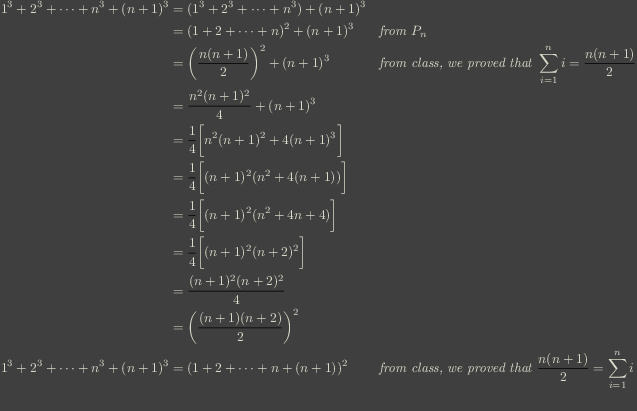 1³ + 2³ + ··· + n³ + (n + 1)³ = (1³ + 2³ + ··· + n³) + (n + 1)³
= (1 + 2 + ··· + n)² + (n + 1)³ from Pₙ
= (n(n + 1)/2)² + (n + 1)³ from class, we proved that ∑ᵢ₌₁ⁿ i = n(n + 1)/2
= n²(n + 1)²/4 + (n + 1)³
= 1/4[n²(n + 1)² + 4(n + 1)³]
= 1/4[(n + 1)²(n² + 4(n + 1))]
= 1/4[(n + 1)²(n² + 4n + 4)]
= 1/4[(n + 1)²(n + 2)²]
= (n + 1)²(n + 2)²/4
= ((n + 1)(n + 2)/2)²
1³ + 2³ + ··· + n³ + (n + 1)³ = (1 + 2 + ··· + n + (n + 1))² from class, we proved that n(n + 1)/2 = ∑ᵢ₌₁ⁿ i